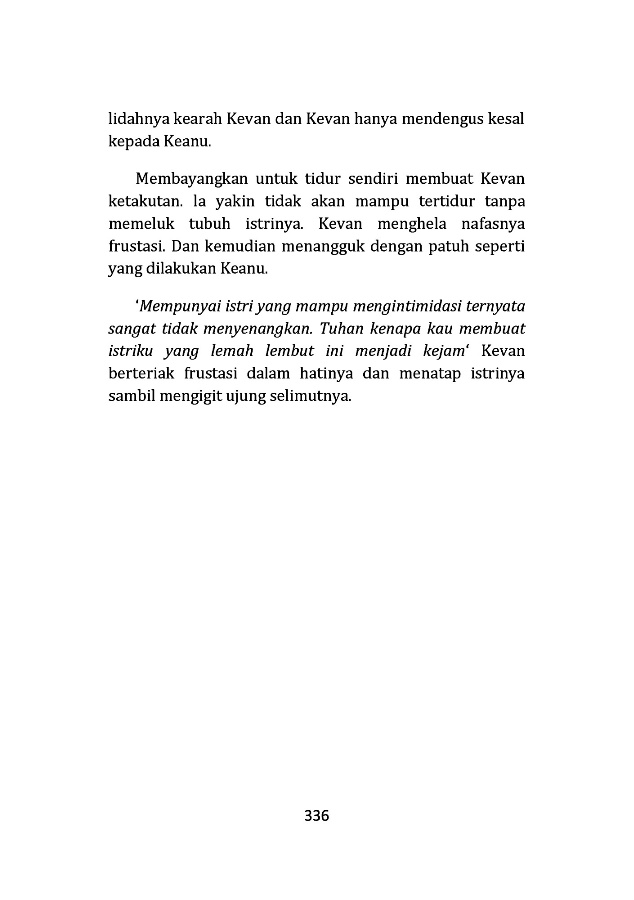 lidahnya kearah Kevan dan Kevan hanya mendengus kesal
kepada Keanu.
Membayangkan untuk tidur sendiri membuat Kevan
ketakutan. Ia yakin tidak akan mampu tertidur tanpa
memeluk tubuh istrinya. Kevan menghela nafasnya
frustasi. Dan kemudian menangguk dengan patuh seperti
yang dilakukan Keanu.
‘Mempunyai istri yang mampu mengintimidasi ternyata
sangat tidak menyenangkan. Tuhan kenapa kau membuat
istriku yang lemah lembut ini menjadi kejam‘ Kevan
berteriak frustasi dalam hatinya dan menatap istrinya
sambil mengigit ujung selimutnya.
336